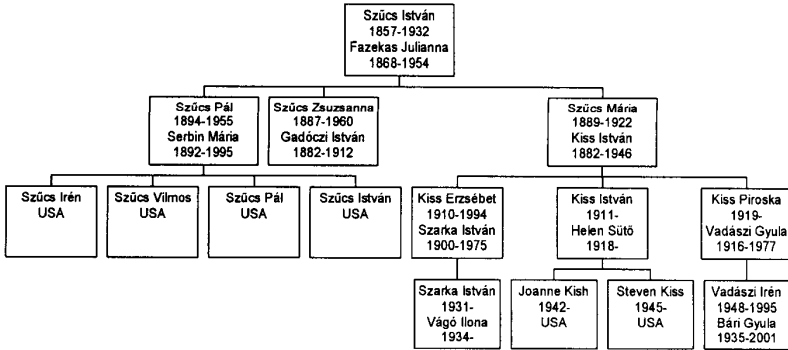 Szűcs István
1857-1932
Fazekas Julianna
1868-1954
Szűcs Pál
1894-1955
Serbin Mária
1892-1995
Szűcs Zsuzsanna
1887-1960
Gadóczi István
1882-1912
Szűcs Mária
1889-1922
Kiss István
1882-1946
Szűcs Irén
USA
Szűcs Vilmos
USA
Szűcs Pál
USA
Szűcs István
USA
Kiss Erzsébet
1910-1994
Szarka István
1900-1975
Kiss István
1911-
Helen Sütő
1918-
Kiss Piroska
1919-
Vadászi Gyula
1916-1977
Szarka István
1931-
Vágó Ilona
1934-
Joanne Kish
1942-
USA
Steven Kiss
1945-
USA
Vadászi Irén
1948-1995
Bári Gyula
1935-2001